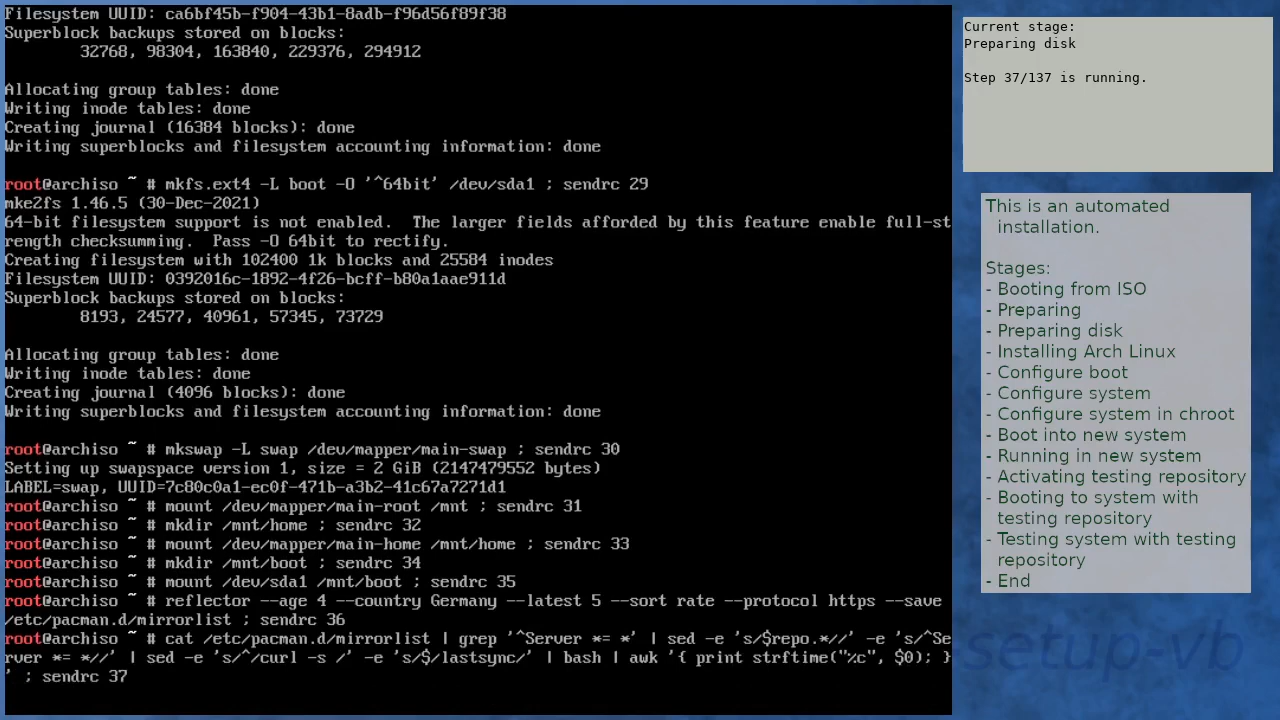 Filesystem UUID: ca6bf45b-f904-43b1-8adb-f96d56f89f38
Superblock backups stored on blocks:
        32768, 98304, 163840, 229376, 294912

Allocating group tables: done
Writing inode tables: done
Creating journal (16384 blocks): done
Writing superblocks and filesystem accounting information: done

root@archiso ~ # mkfs.ext4 -L boot -O '^64bit' /dev/sda1 ; sendrc 29
mke2fs 1.46.5 (30-Dec-2021)
64-bit filesystem support is not enabled.  The larger fields afforded by this feature enable full-st
rength checksumming.  Pass -O 64bit to rectify.
Creating filesystem with 102400 1k blocks and 25584 inodes
Filesystem UUID: 0392016c-1892-4f26-bcff-b80a1aae911d
Superblock backups stored on blocks:
        8193, 24577, 40961, 57345, 73729

Allocating group tables: done
Writing inode tables: done
Creating journal (4096 blocks): done
Writing superblocks and filesystem accounting information: done

root@archiso ~ # mkswap -L swap /dev/mapper/main-swap ; sendrc 30
Setting up swapspace version 1, size = 2 GiB (2147479552 bytes)
LABEL=swap, UUID=7c80c0a1-ec0f-471b-a3b2-41c67a7271d1
root@archiso ~ # mount /dev/mapper/main-root /mnt ; sendrc 31
root@archiso ~ # mkdir /mnt/home ; sendrc 32
root@archiso ~ # mount /dev/mapper/main-home /mnt/home ; sendrc 33
root@archiso ~ # mkdir /mnt/boot ; sendrc 34
root@archiso ~ # mount /dev/sda1 /mnt/boot ; sendrc 35
root@archiso ~ # reflector --age 4 --country Germany --latest 5 --sort rate --protocol https --save
/etc/pacman.d/mirrorlist ; sendrc 36
root@archiso ~ # cat /etc/pacman.d/mirrorlist | grep '^Server *= *' | sed -e 's/$repo.*//' -e 's/^Se
rver *= *//' | sed -e 's/^/curl -s /' -e 's/$/lastsync/' | bash | awk '{ print strftime("%c", $0); }
' ; sendrc 37
Current stage:
Preparing disk

Step 37/137 is running.
This is an automated
installation.

Stages:
- Booting from ISO
- Preparing
- Preparing disk
- Installing Arch Linux
- Configure boot
- Configure system
- Configure system in chroot
- Boot into new system
- Running in new system
- Activating testing repository
- Booting to system with
testing repository
- Testing system with testing
repository
- End
setup-vb